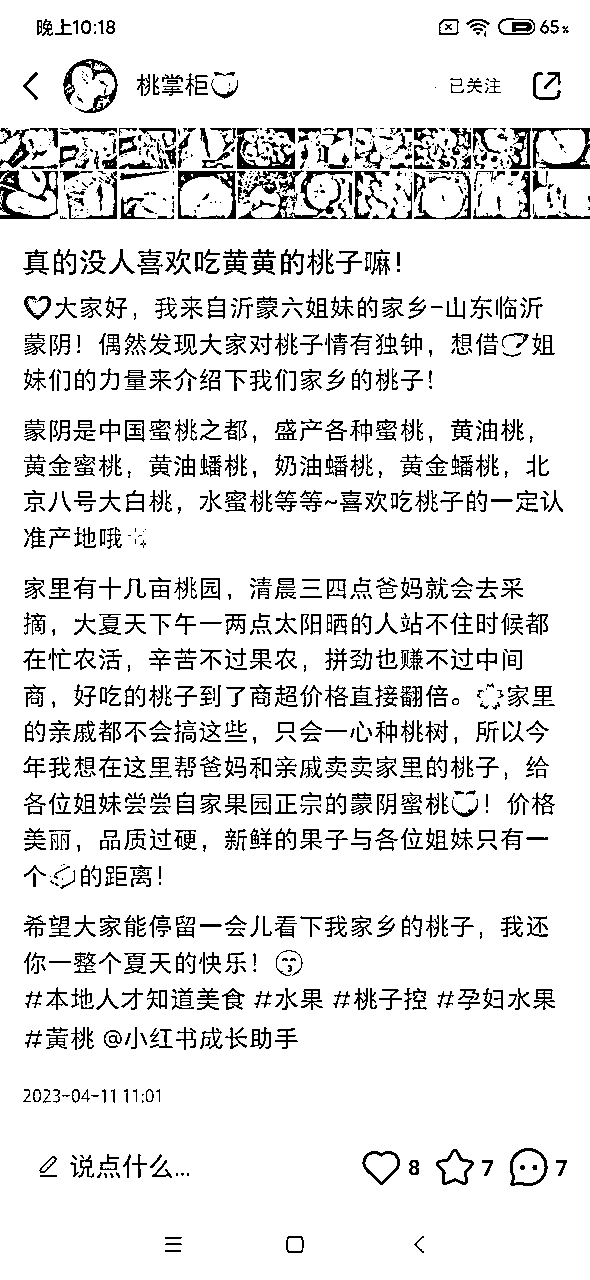 晚上10:18
65%
桃掌柜
已关注
真的没人喜欢吃黄黄的桃子嘛！
大家好，我来自沂蒙六姐妹的家乡-山东临沂
蒙阴！偶然发现大家对桃子情有独钟，想借姐
妹们的力量来介绍下我们家乡的桃子！
蒙阴是中国蜜桃之都，盛产各种蜜桃，黄油桃，
黄金蜜桃，黄油蟠桃，奶油蟠桃，黄金蟠桃，北
京八号大白桃，水蜜桃等等~喜欢吃桃子的一定认
准产地哦
家里有十几亩桃园，清晨三四点爸妈就会去采
摘，大夏天下午一两点太阳晒的人站不住时候都
在忙农活，辛苦不过果农，拼劲也赚不过中间
商，好吃的桃子到了商超价格直接翻倍。家里
的亲戚都不会搞这些，只会一心种桃树，所以今
年我想在这里帮爸妈和亲戚卖卖家里的桃子，给
各位姐妹尝尝自家果园正宗的蒙阴蜜桃！价格
美丽，品质过硬，新鲜的果子与各位姐妹只有一
个的距离！
希望大家能停留一会儿看下我家乡的桃子，我还
你一整个夏天的快乐！
#本地人才知道美食 #水果 #桃子控 #孕妇水果
#黄桃 @小红书成长助手
2023-04-11 11:01
说点什么... 8 7 7